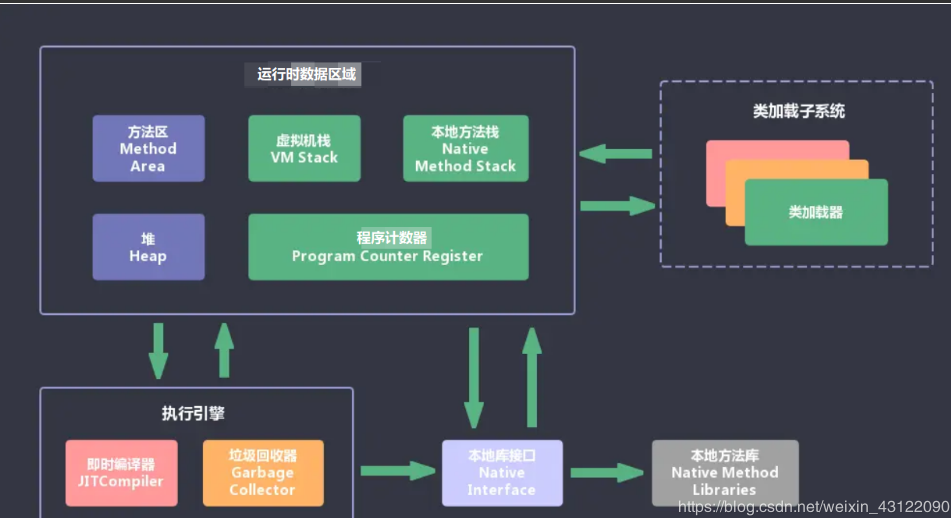 运行时数据区域
方法区
Method
Area
虚拟机栈
VM Stack
本地方法栈
Native
Method Stack
堆
Heap
程序计数器
Program Counter Register
类加载子系统
类加载器
执行引擎
即时编译器
JITCompiler
垃圾回收器
Garbage
Collector
本地库接口
Native
Interface
本地方法库
Native Method
Libraries
https://blog.csdn.net/weixin_43122090